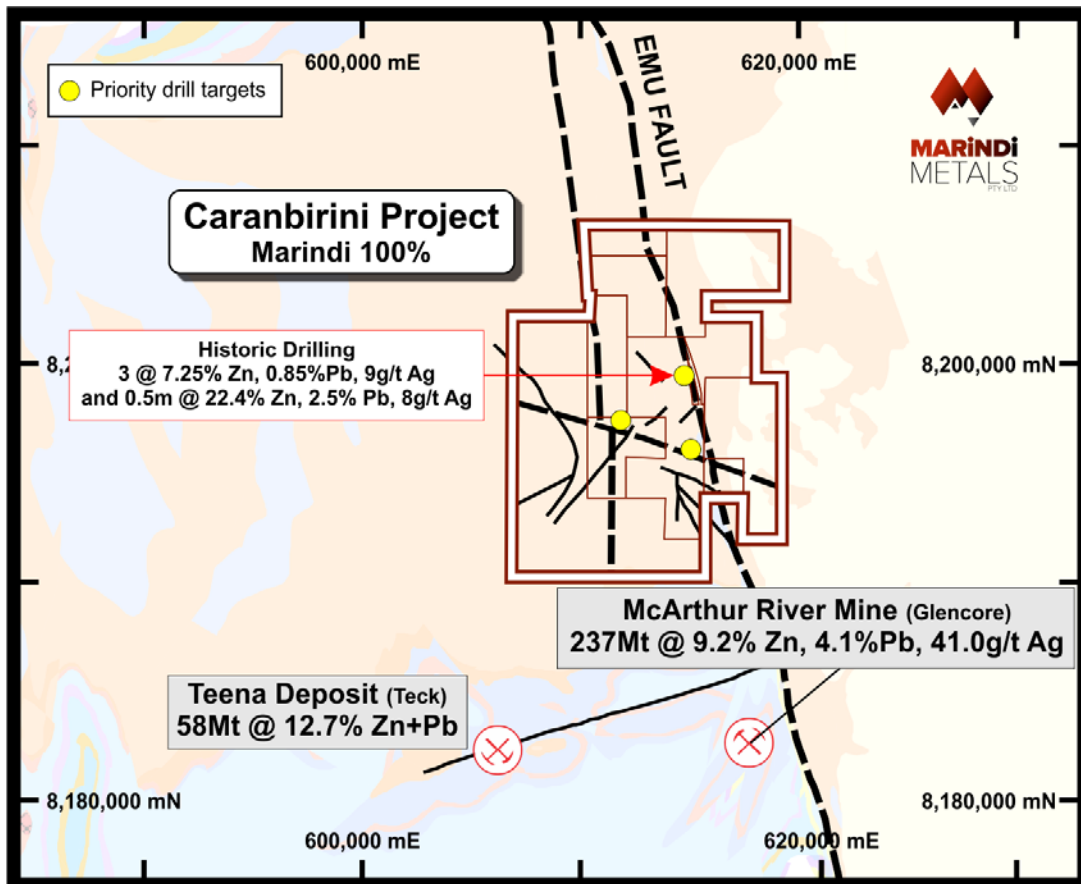 600,000 mE
620,000 mE
Priority drill targets
EMU FAULT
MARiNDi
METALS
PTY LTD
Caranbirini Project
Marindi 100%
Historic Drilling
3 @ 7.25% Zn, 0.85%Pb, 9g/t Ag
and 0.5m @ 22.4% Zn, 2.5% Pb, 8g/t Ag
8,2
8,200,000 mN
McArthur River Mine (Glencore)
237Mt @ 9.2% Zn, 4.1%Pb, 41.0g/t Ag
Teena Deposit (Teck)
58Mt @ 12.7% Zn+Pb
8,180,000 mN
8,180,000 mN
600,000 mE
620,000 mE